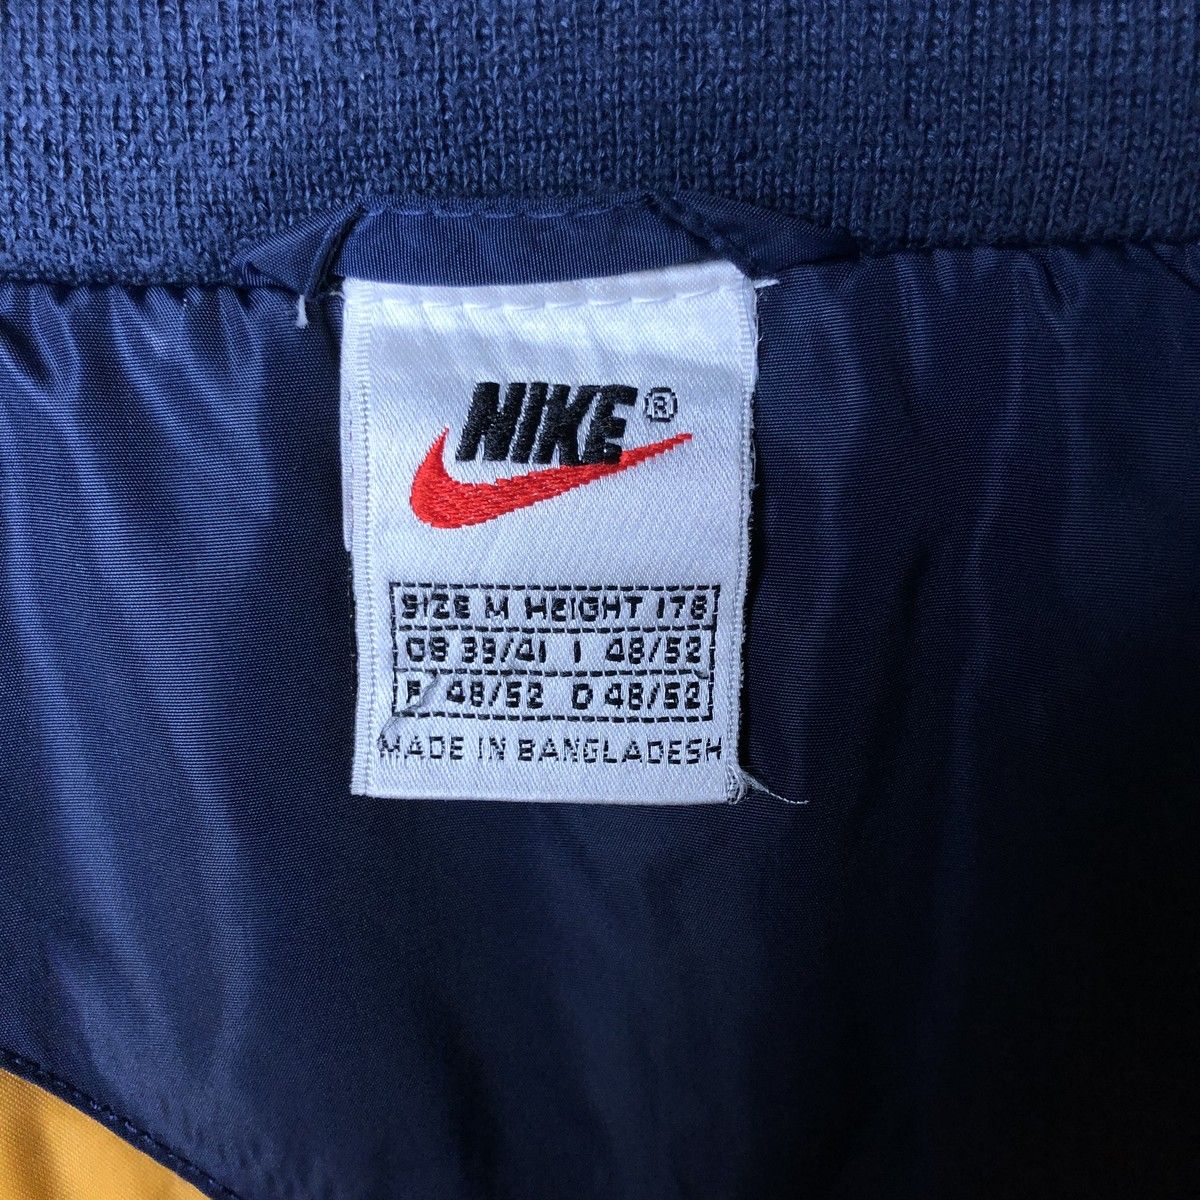 NIKE®
SIZE M HEIGHT 178
GB 39/41 I 48/52
F 48/52 D 48/52
MADE IN BANGLADESH